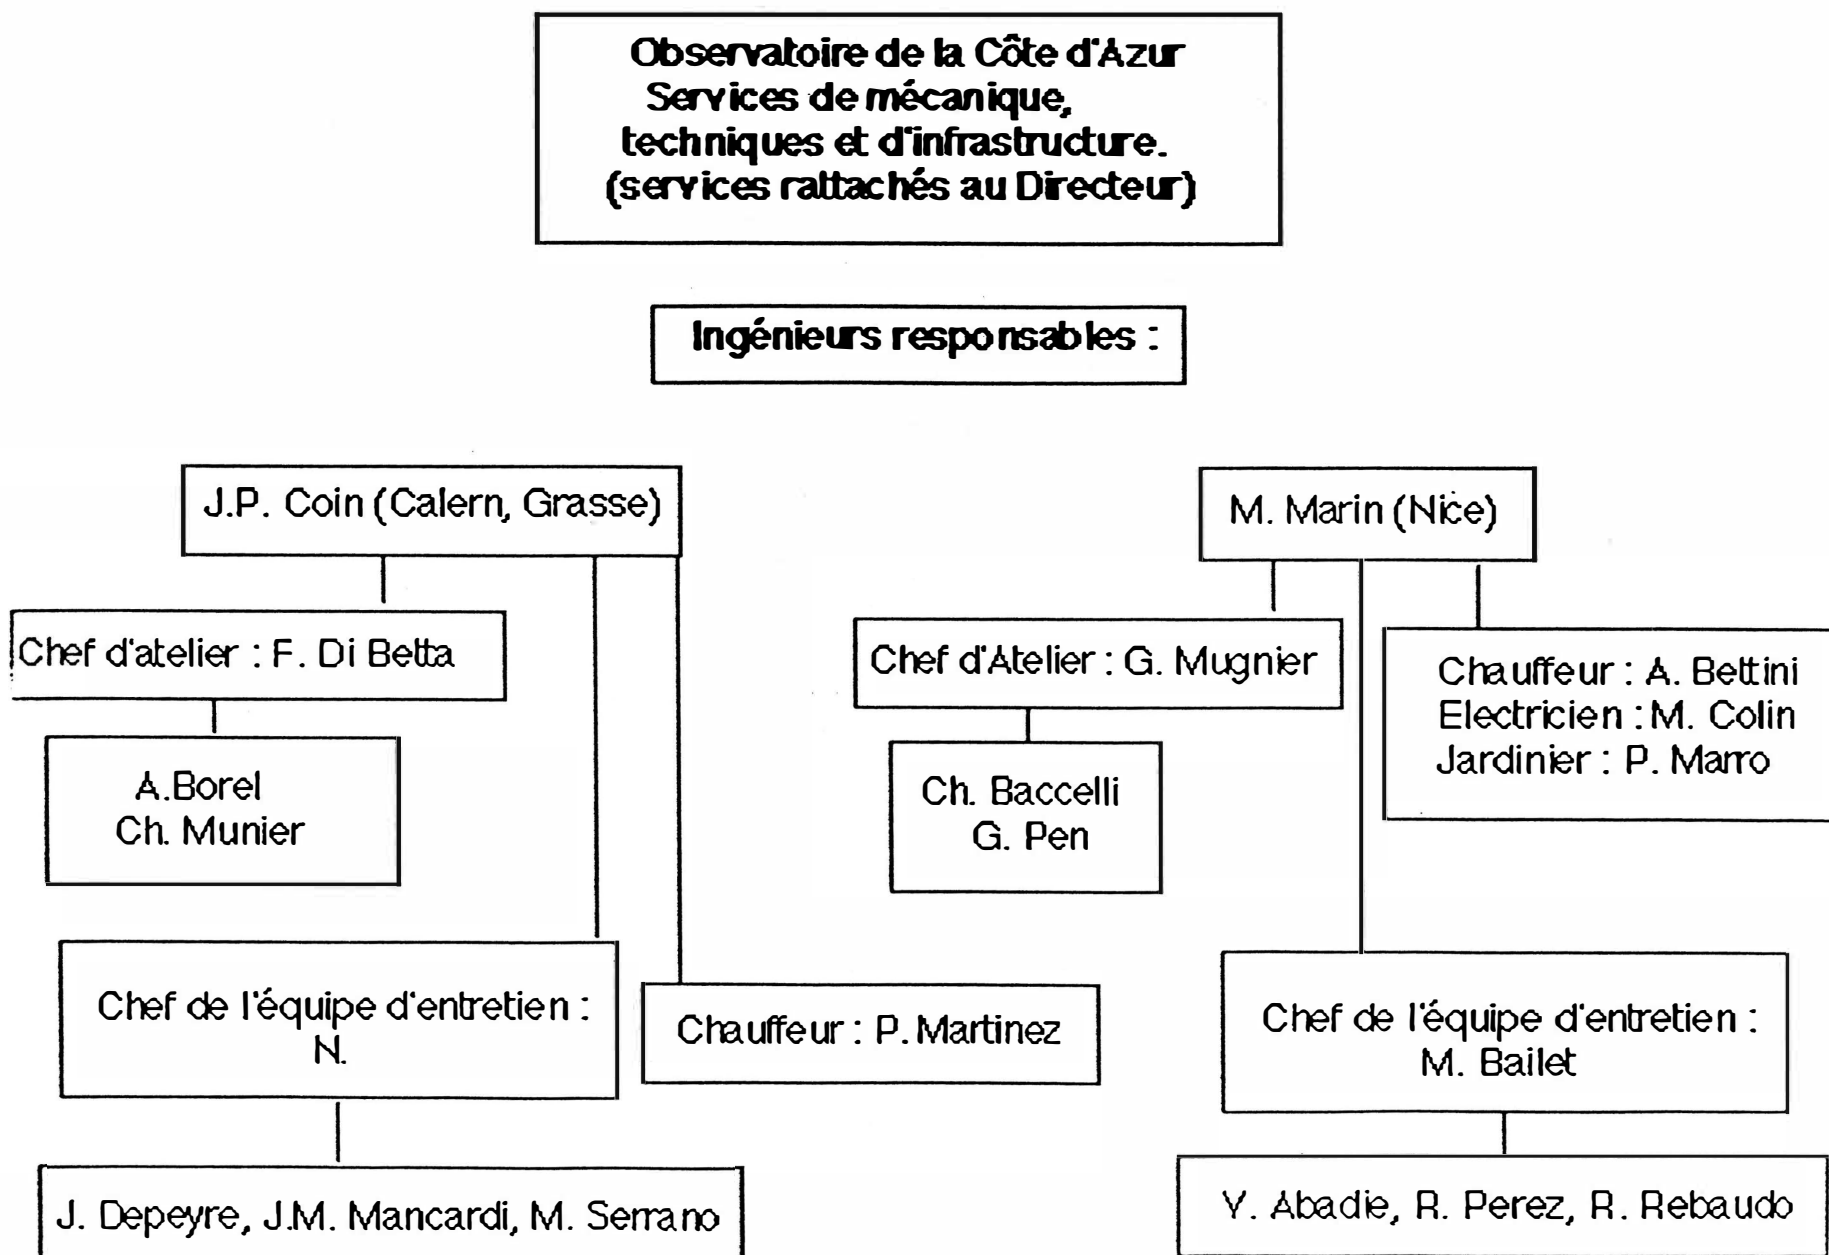 Observatoire de la Côte d'Azur
Services de mécanique,
techniques et d'infrastructure.
(services rattachés au Directeur)
Ingénieurs responsables :
J.P. Coin (Calern, Grasse)
M. Marin (Nice)
Chef d'atelier : F. Di Betta
Chef d'Atelier : G. Mugnier
Chauffeur : A. Bettini
Electricien : M. Colin
Jardinier : P. Marro
A.Borel
Ch. Munier
Ch. Baccelli
G. Pen
Chef de l'équipe d'entretien :
N.
Chauffeur : P. Martinez
Chef de l'équipe d'entretien :
M. Bailet
J. Depeyre, J.M. Mancardi, M. Serrano
Y. Abadie, R. Perez, R. Rebaudo